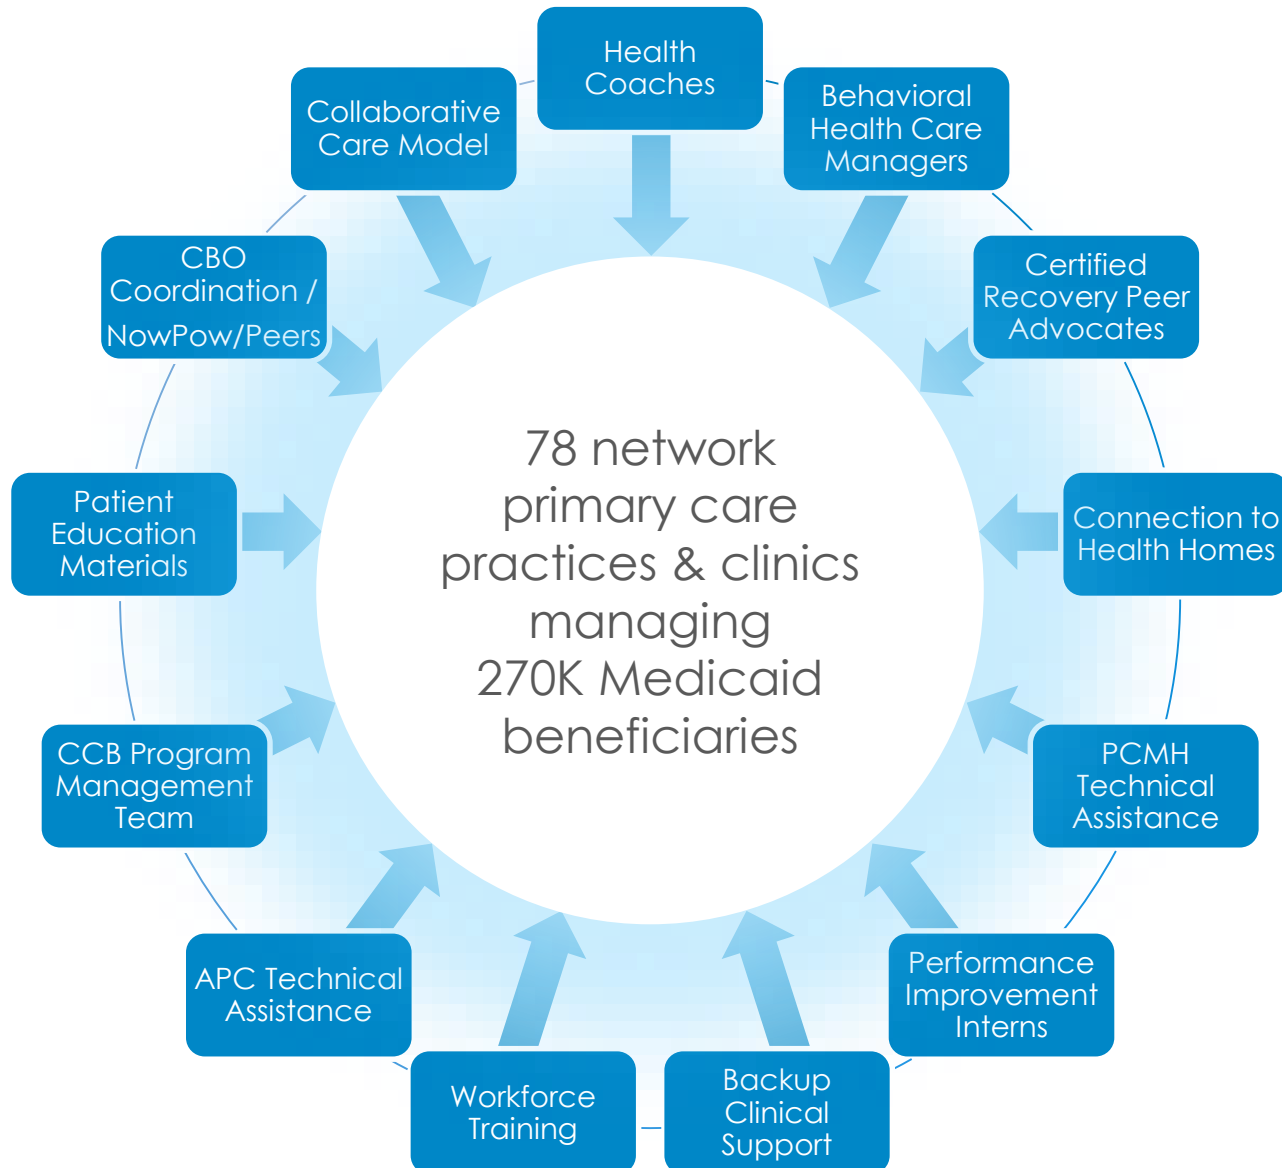 Health
Coaches
Behavioral
Health Care
Managers
Certified
Recovery Peer
Advocates
Connection to
Health Homes
PCMH
Technical
Assistance
Performance
Improvement
Interns
Backup
Clinical
Support
Workforce
Training
APC Technical
Assistance
CCB Program
Management
Team
Patient
Education
Materials
CBO
Coordination /
NowPow/Peers
Collaborative
Care Model
78 network
primary care
practices & clinics
managing
270K Medicaid
beneficiaries